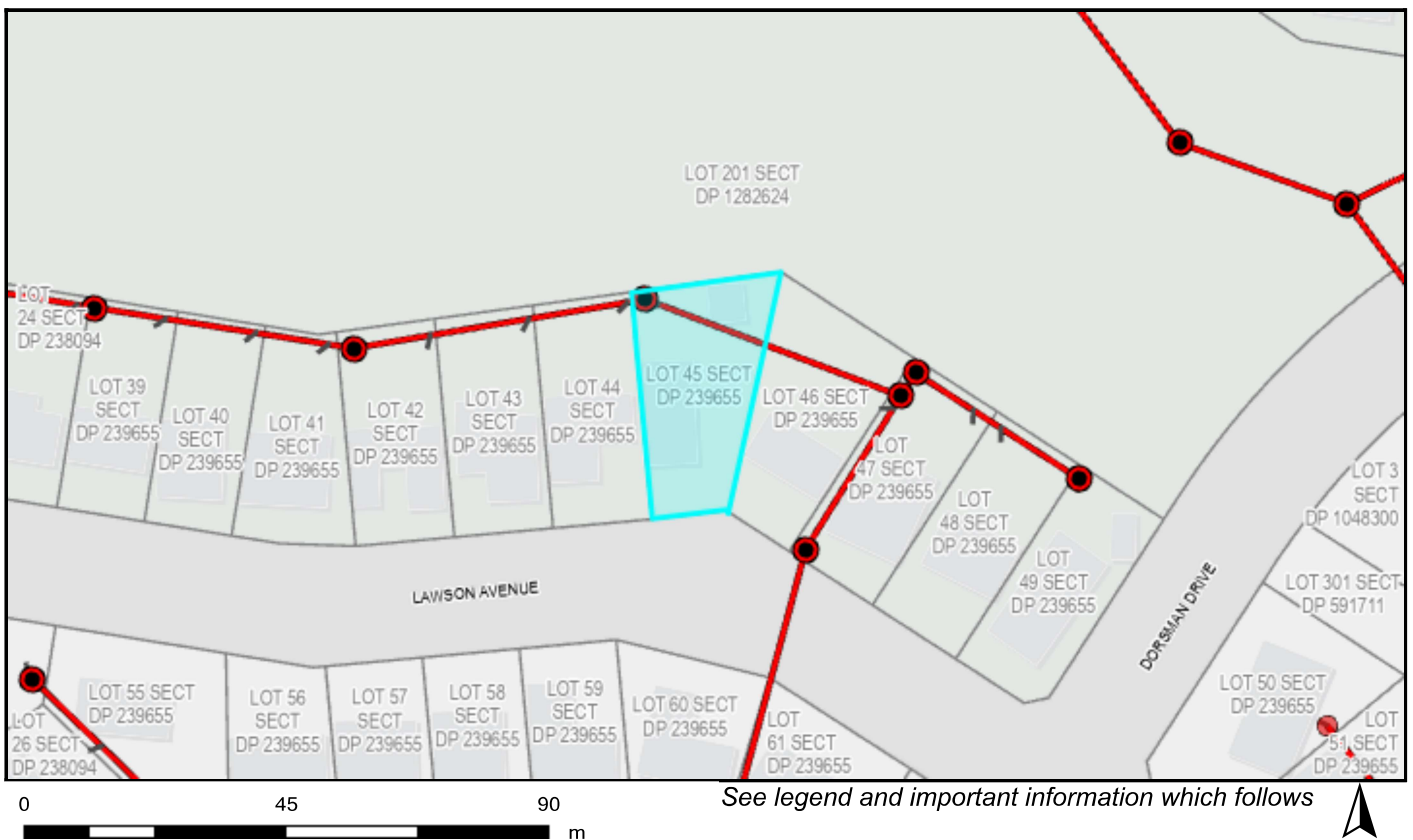 LOT 201 SECT
DP 1282624
LOT
24 SECT
DP 238094
LOT 39
SECT
DP 239655
LOT 40
SECT
DP 239655
LOT 41
SECT
DP 239655
LOT 42
SECT
DP 239655
LOT 43
SECT
DP 239655
LOT 44
SECT
DP 239655
LOT 45 SECT
DP 239655
LOT 46 SECT
DP 239655
LOT
47 SECT
DP 239655
LOT
48 SECT
DP 239655
LOT
49 SECT
DP 239655
LOT 3
SECT
DP 1048300
LOT 301 SECT
DP 591711
LAWSON AVENUE
DORSMAN DRIVE
LOT 55 SECT
DP 239655
LOT
26 SECT
DP 238094
LOT 56
SECT
DP 239655
LOT 57
SECT
DP 239655
LOT 58
SECT
DP 239655
LOT 59
SECT
DP 239655
LOT 60 SECT
DP 239655
LOT
61 SECT
DP 239655
LOT 50 SECT
DP 239655
LOT
51 SECT
DP 239655
0 45 90
m
See legend and important information which follows